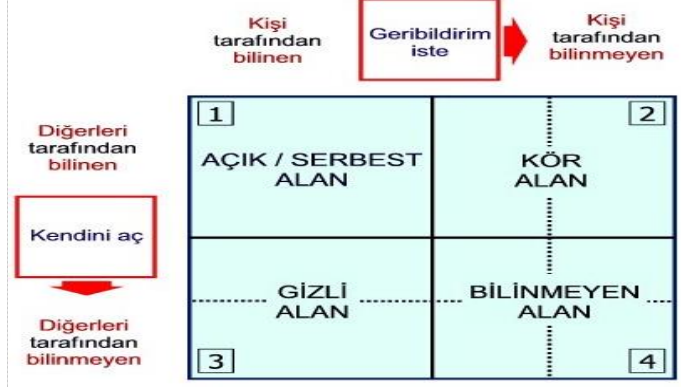 Kişi
tarafından
bilinen
Geribildirim
iste
Kişi
tarafından
bilinmeyen
Diğerleri
tarafından
bilinen
Kendini aç
Diğerleri
tarafından
bilinmeyen
1
AÇIK / SERBEST
ALAN
2
KÖR
ALAN
GİZLİ
ALAN
3
BİLİNMEYEN
ALAN
4